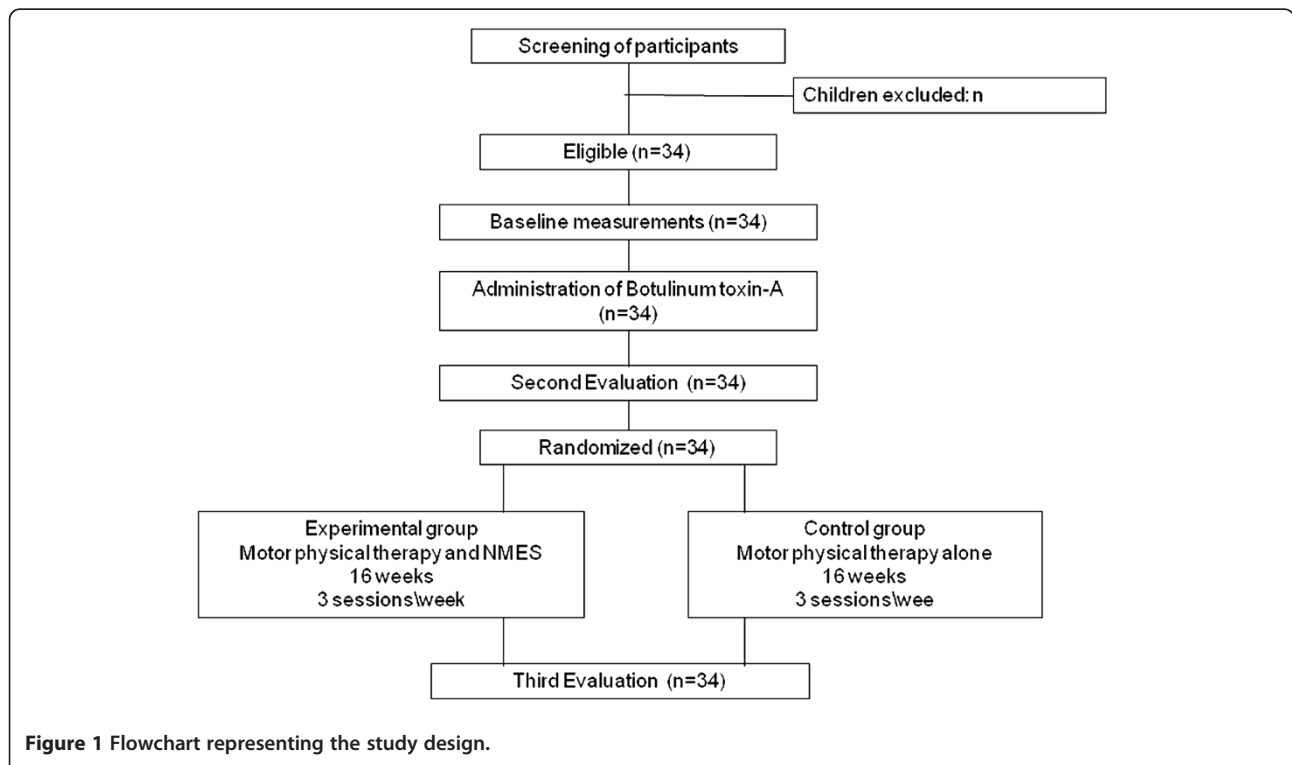 Screening of participants
Children excluded: n
Eligible (n=34)
Baseline measurements (n=34)
Administration of Botulinum toxin-A
(n=34)
Second Evaluation (n=34)
Randomized (n=34)
Experimental group
Motor physical therapy and NMES
16 weeks
3 sessions\week
Control group
Motor physical therapy alone
16 weeks
3 sessions\wee
Third Evaluation (n=34)
Figure 1 Flowchart representing the study design.